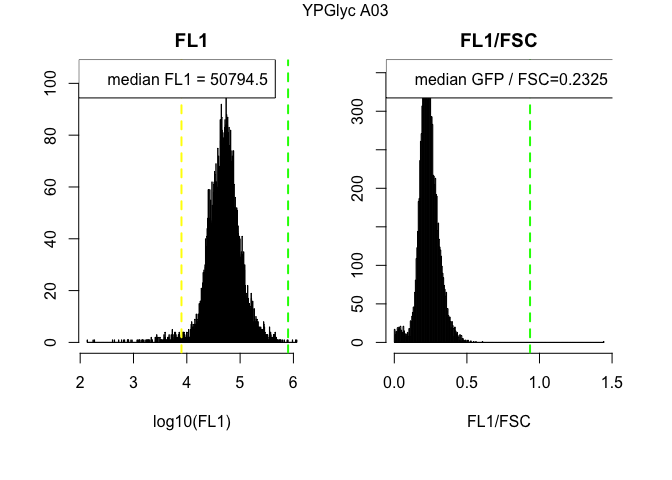 YPGlyc A03
FL1
FL1/FSC
median FL1 = 50794.5
median GFP / FSC=0.2325
100
80
60
40
20
0
300
200
100
50
0
2 3 4 5 6
0.0 0.5 1.0 1.5
log10(FL1)
FL1/FSC